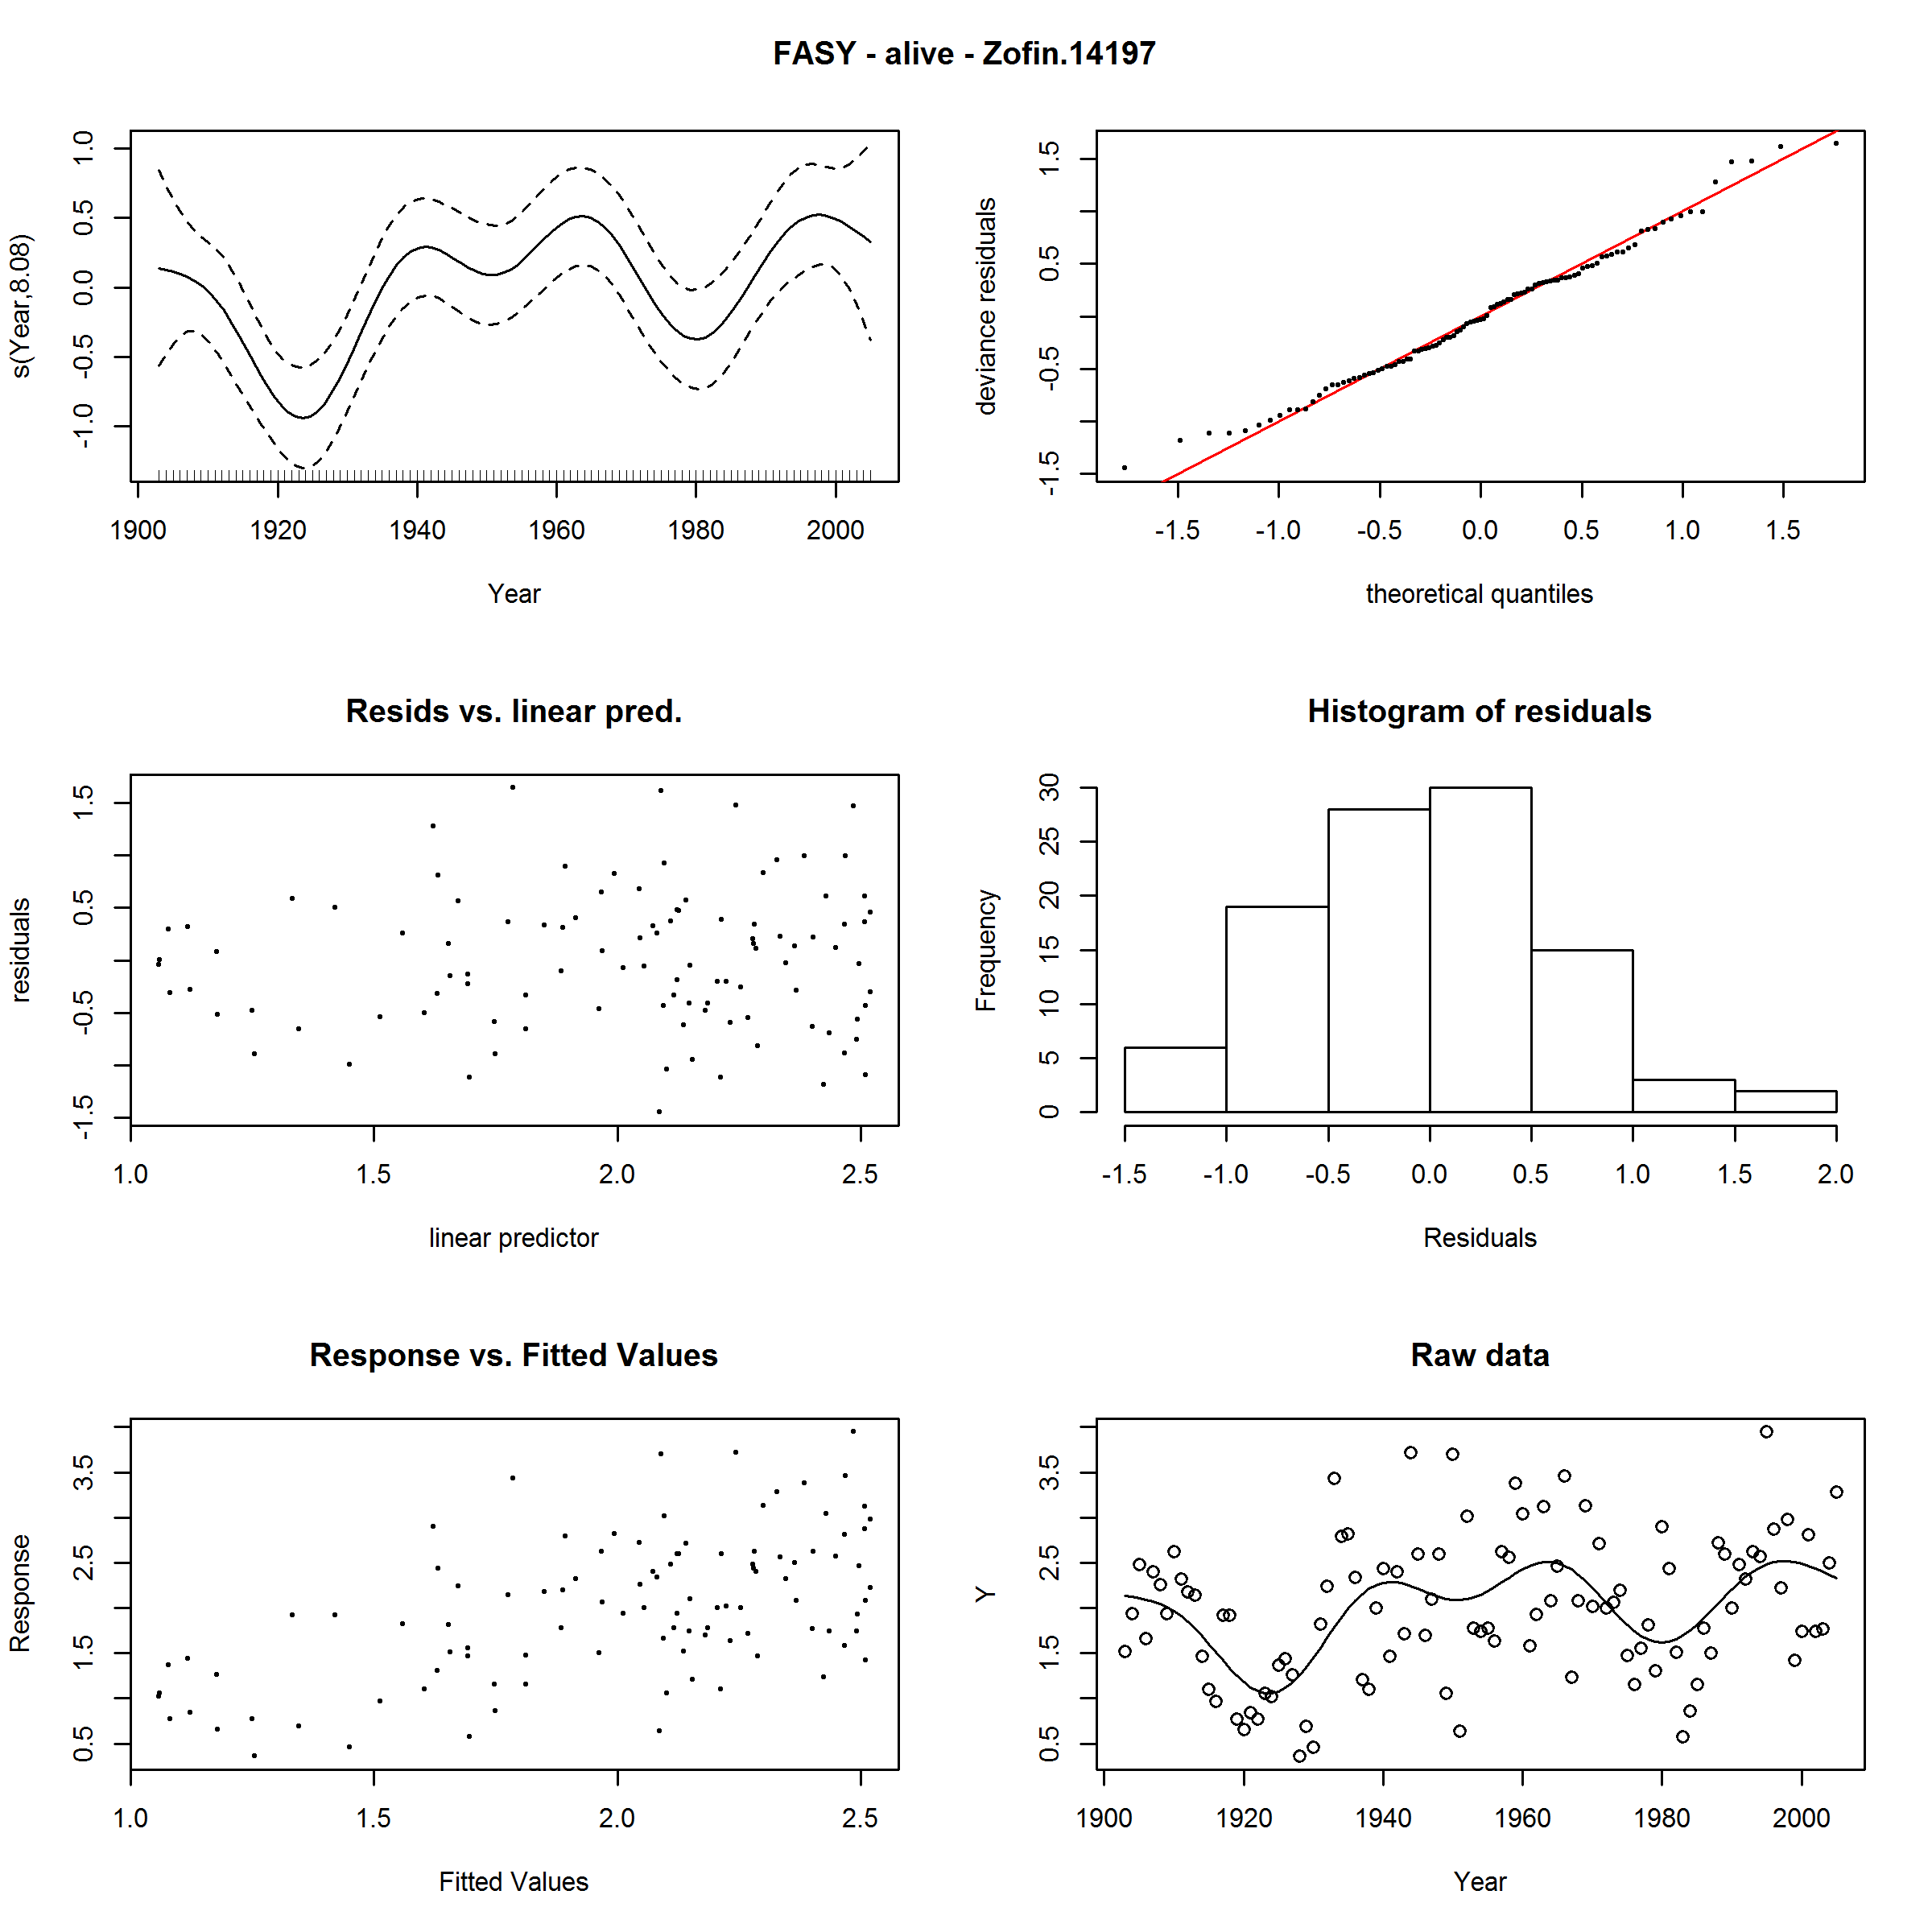 FASY - alive - Zofin.14197
s(Year,8.08)
-1.0 -0.5 0.0 0.5 1.0
1900 1920 1940 1960 1980 2000
Year
deviance residuals
-1.5 -0.5 0.5 1.5
-1.5 -1.0 -0.5 0.0 0.5 1.0 1.5
theoretical quantiles
Resids vs. linear pred.
residuals
-1.5 -0.5 0.5 1.5
1.0 1.5 2.0 2.5
linear predictor
Histogram of residuals
Frequency
0 5 10 15 20 25 30
-1.5 -1.0 -0.5 0.0 0.5 1.0 1.5 2.0
Residuals
Response vs. Fitted Values
Response
0.5 1.5 2.5 3.5
1.0 1.5 2.0 2.5
Fitted Values
Raw data
Y
0.5 1.5 2.5 3.5
1900 1920 1940 1960 1980 2000
Year